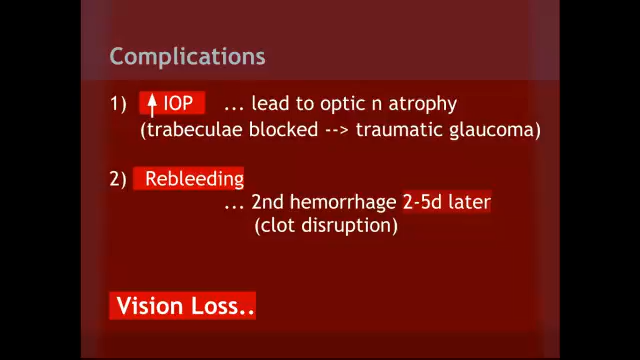 Complications
1) ↑ IOP ... lead to optic n atrophy
(trabeculae blocked --> traumatic glaucoma)
2) Rebleeding
... 2nd hemorrhage 2-5d later
(clot disruption)
Vision Loss..